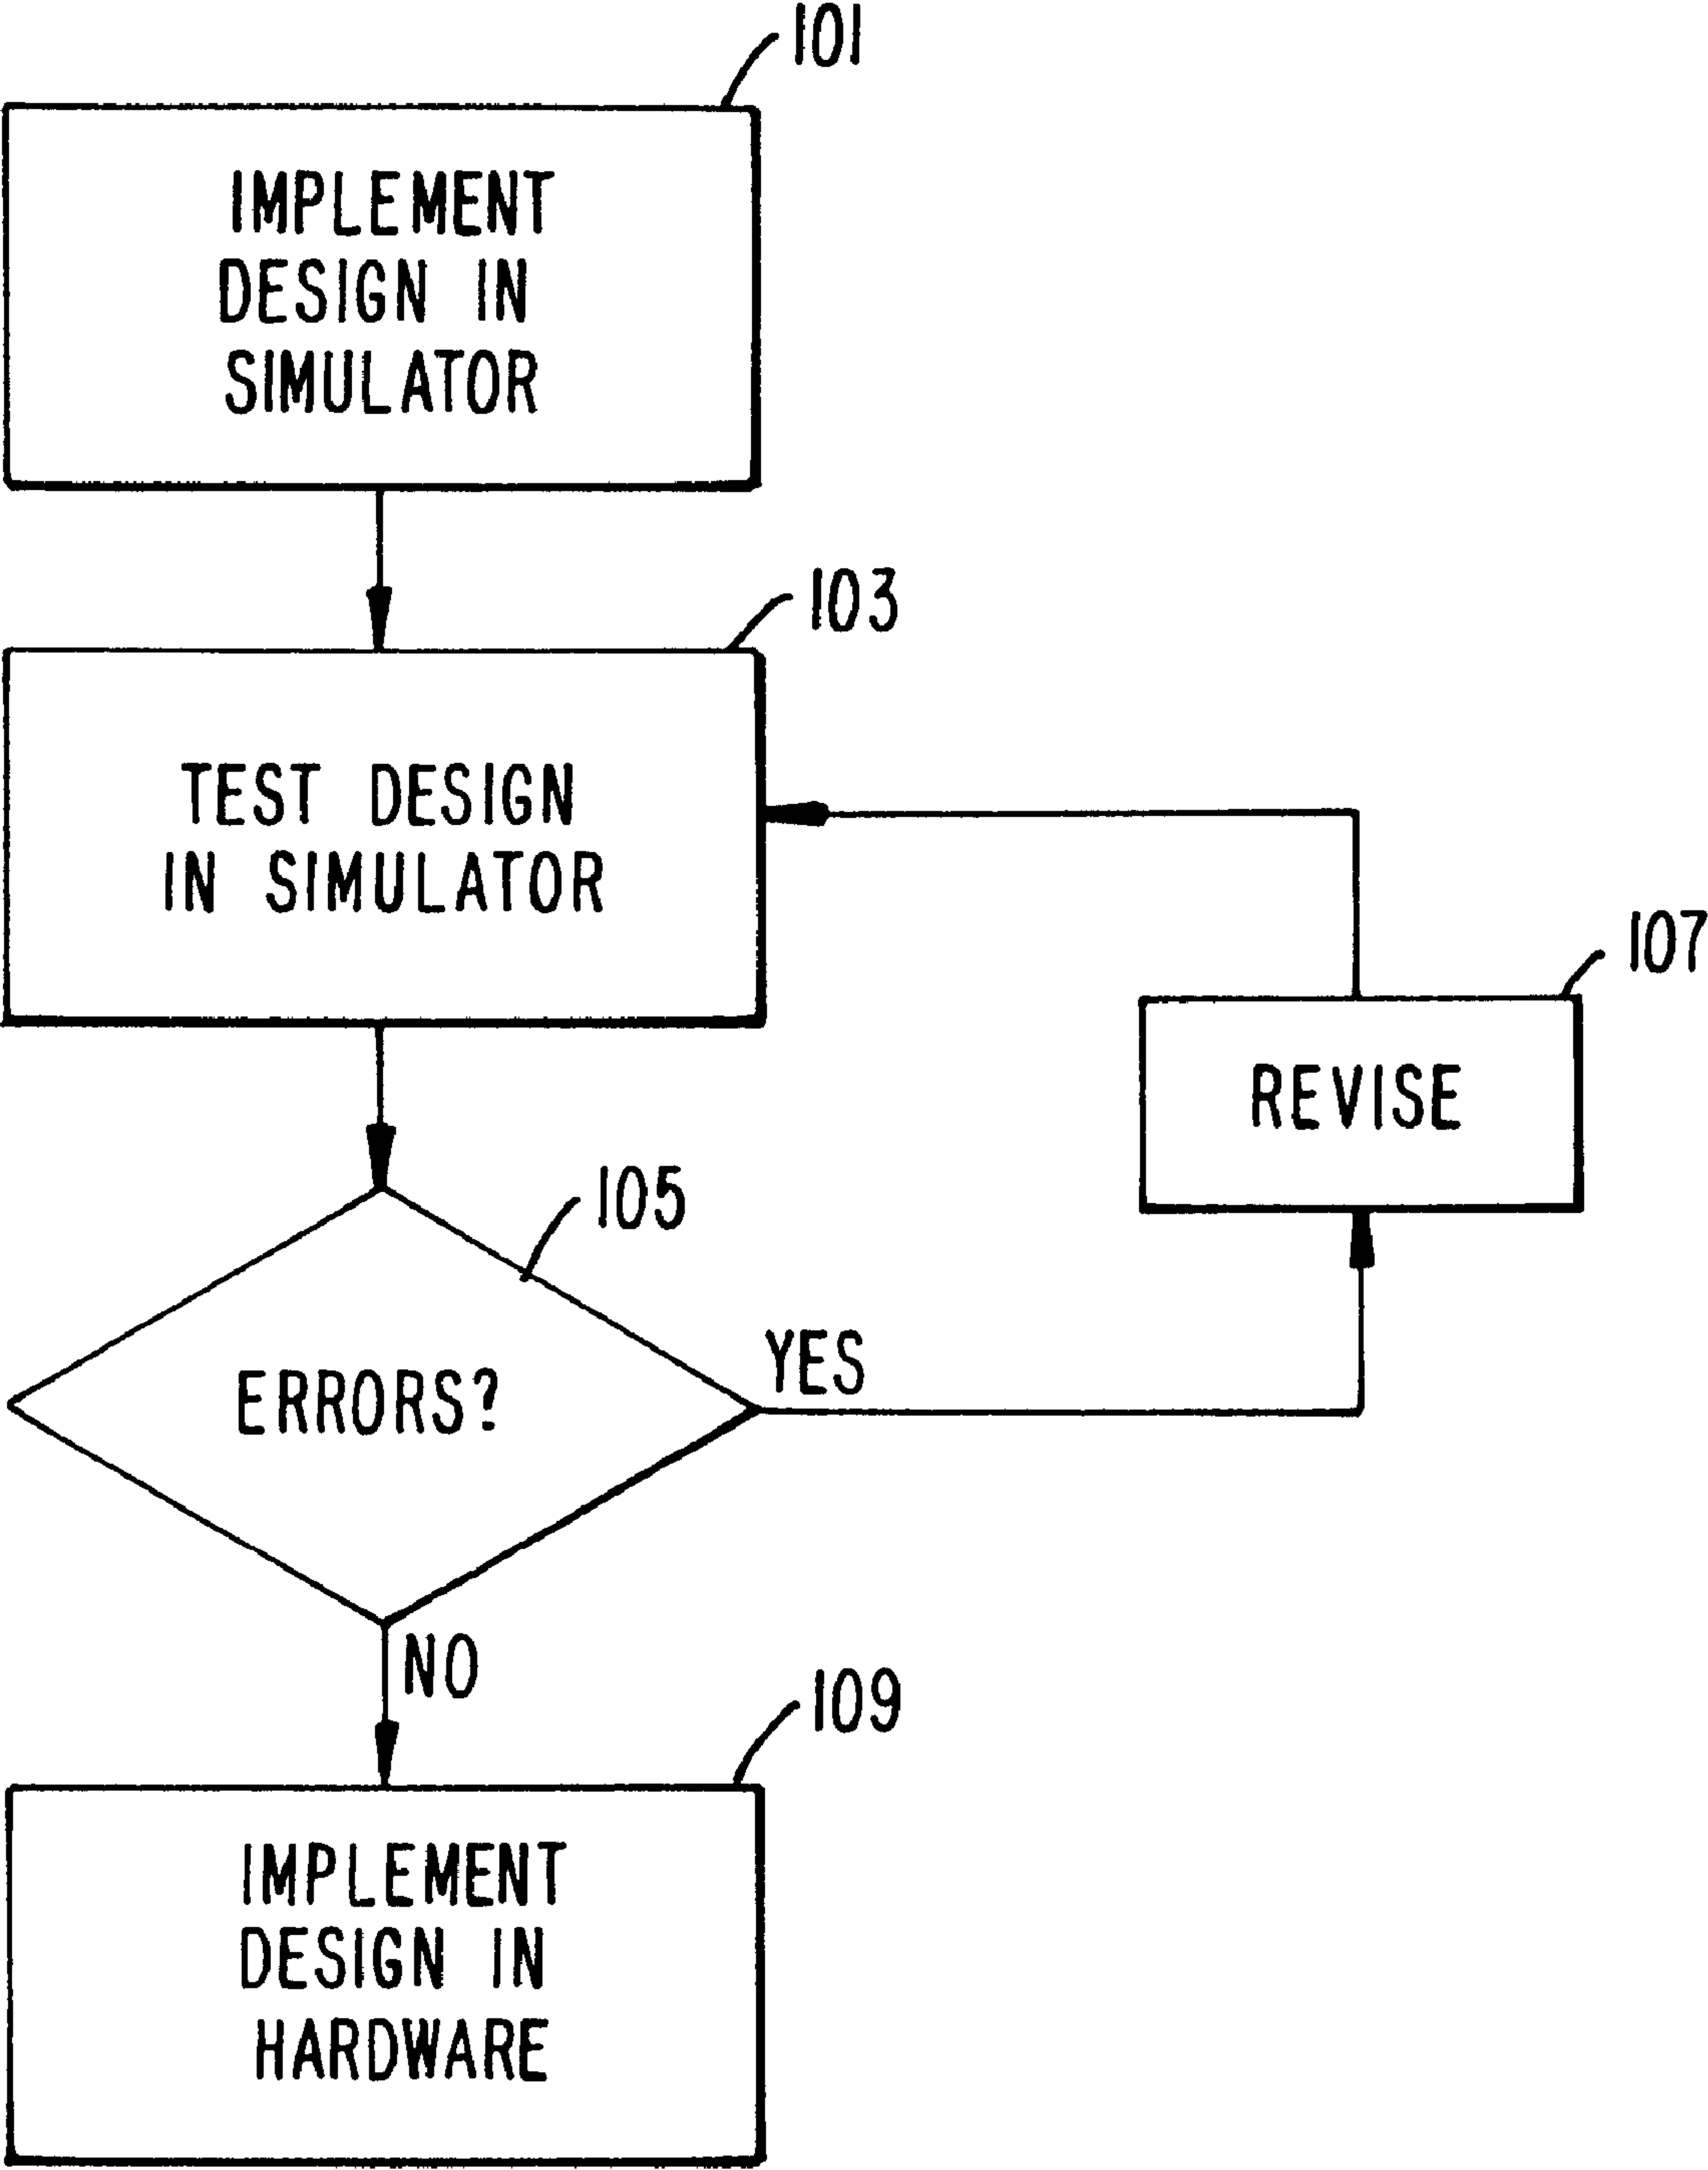 101
IMPLEMENT
DESIGN IN
SIMULATOR
103
TEST DESIGN
IN SIMULATOR
107
REVISE
105
ERRORS?
YES
NO
109
IMPLEMENT
DESIGN IN
HARDWARE